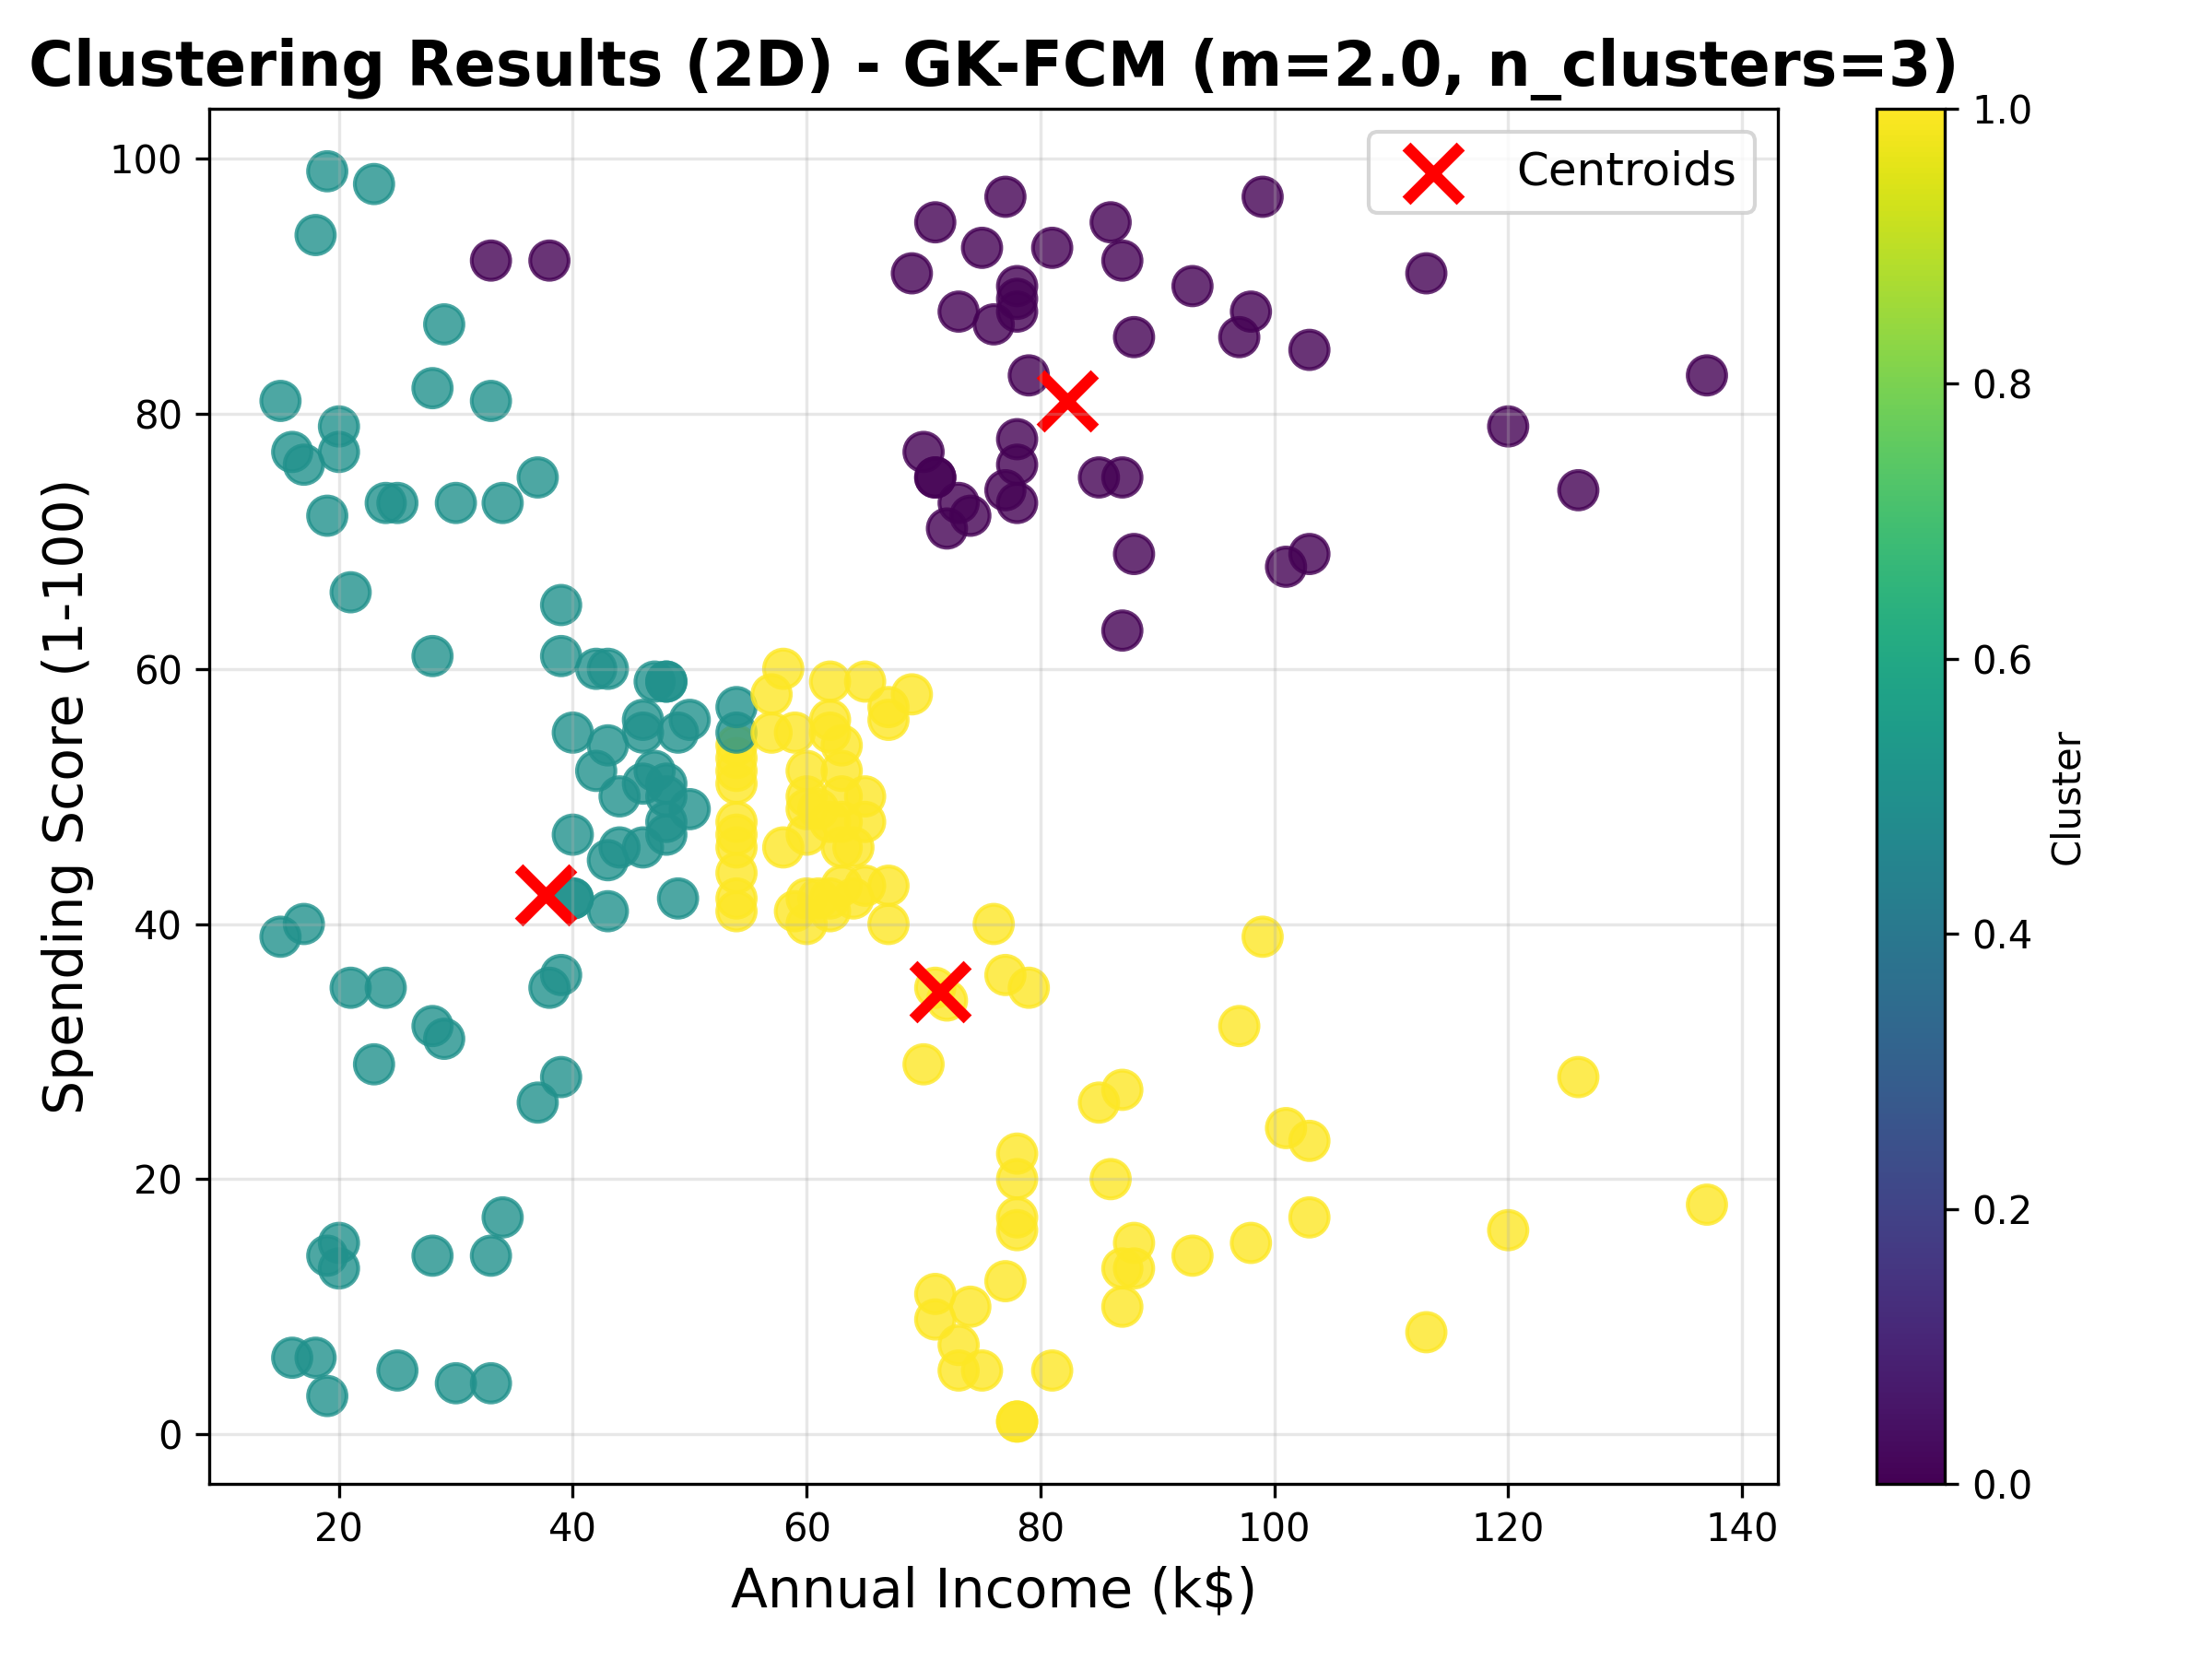 Clustering Results (2D) - GK-FCM (m=2.0, n_clusters=3)
Centroids
Spending Score (1-100)
100
80
60
40
20
0
20 40 60 80 100 120 140
Annual Income (k$)
1.0
0.8
0.6
0.4
0.2
0.0
Cluster